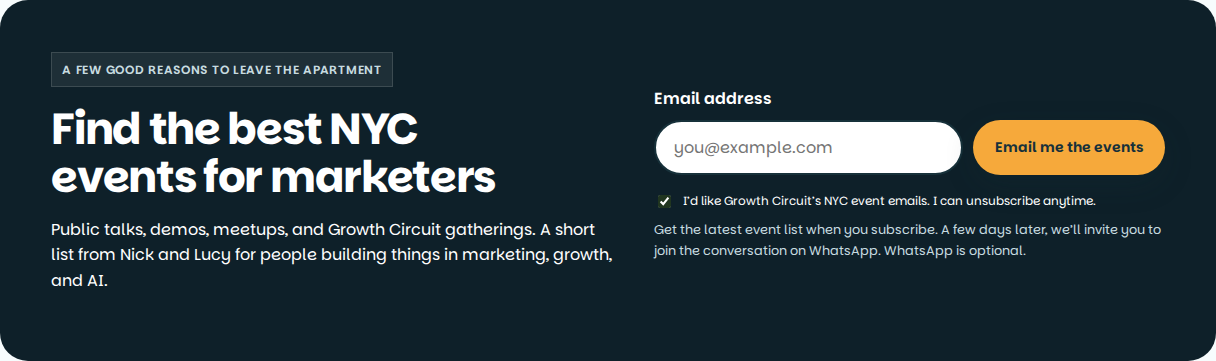 A FEW GOOD REASONS TO LEAVE THE APARTMENT
Find the best NYC
events for marketers
Public talks, demos, meetups, and Growth Circuit gatherings. A short
list from Nick and Lucy for people building things in marketing, growth,
and AI.
Email address
you@example.com
Email me the events
I'd like Growth Circuit's NYC event emails. I can unsubscribe anytime.
Get the latest event list when you subscribe. A few days later, we'll invite you to
join the conversation on WhatsApp. WhatsApp is optional.